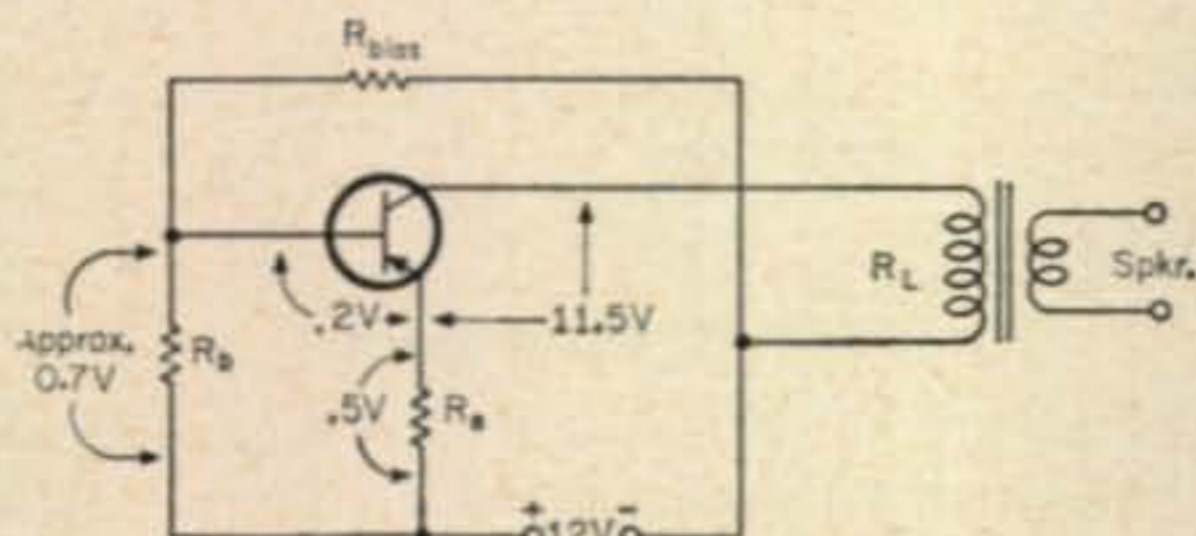 Rbias
.2V
11.5V
RL
Spkr.
Approx.
0.7V
Rb
.5V
Re
+ 12V -